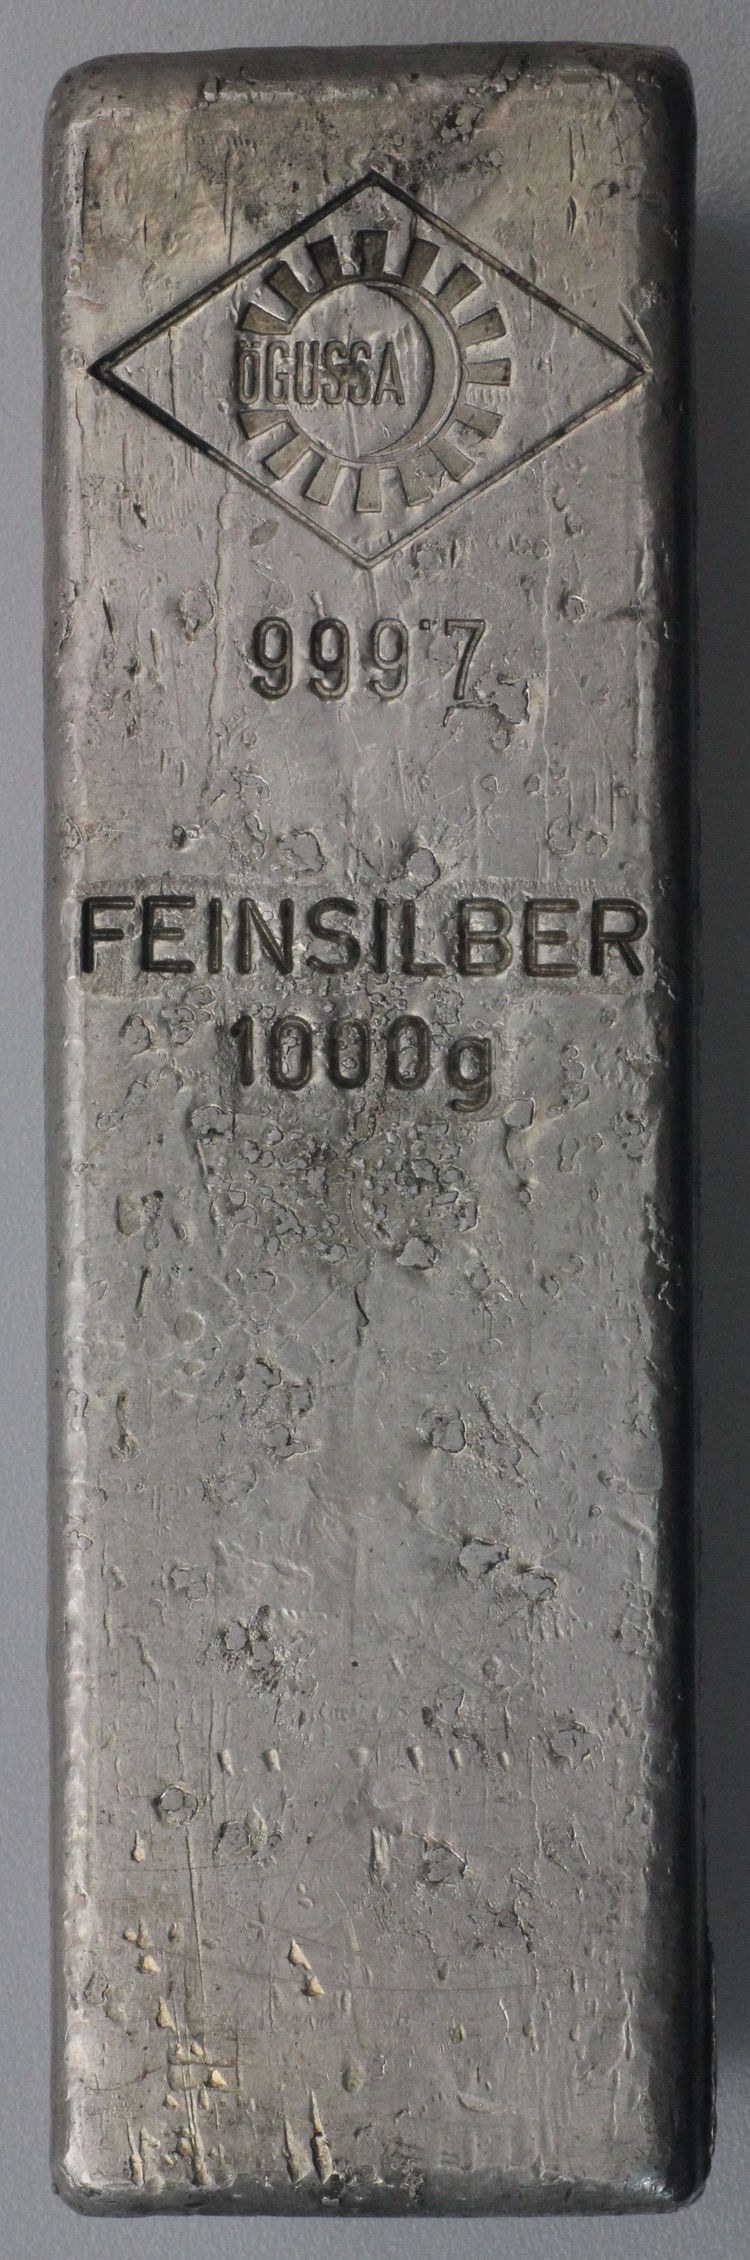 ÖGUSSA
999·7
FEINSILBER
1000g